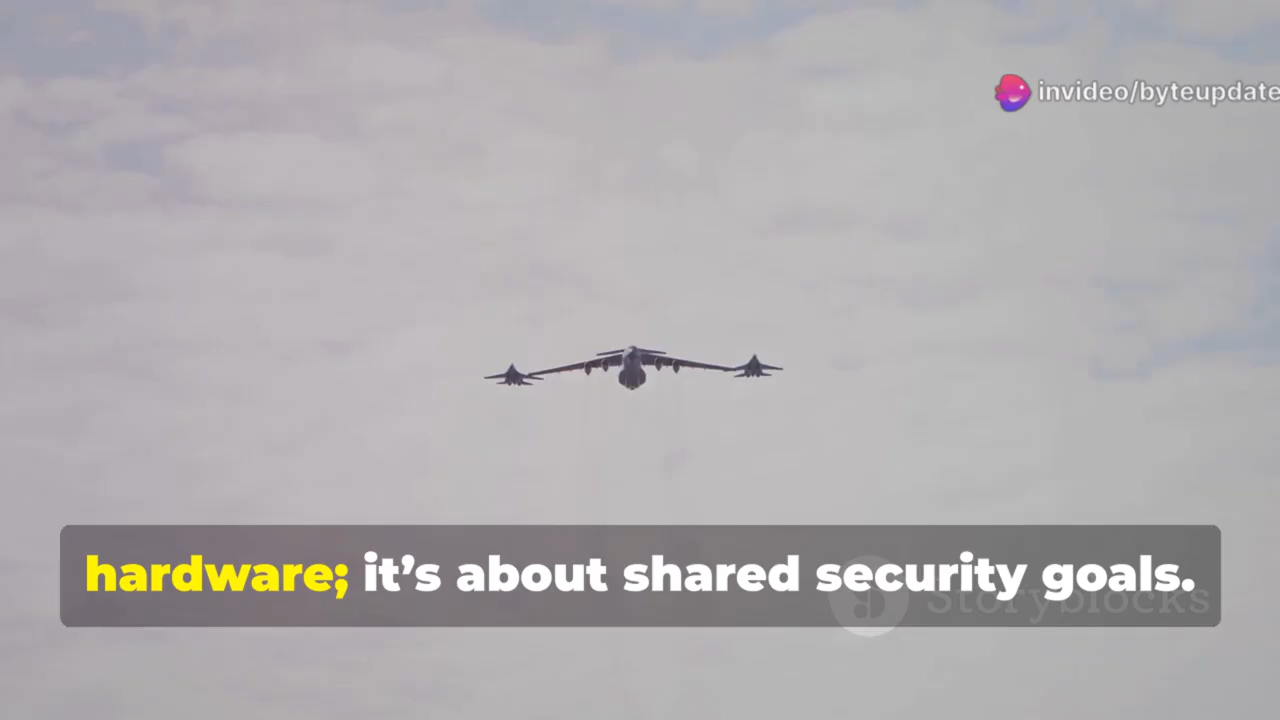 invideo/byteupdate
hardware; it’s about shared security goals.
Storyblocks